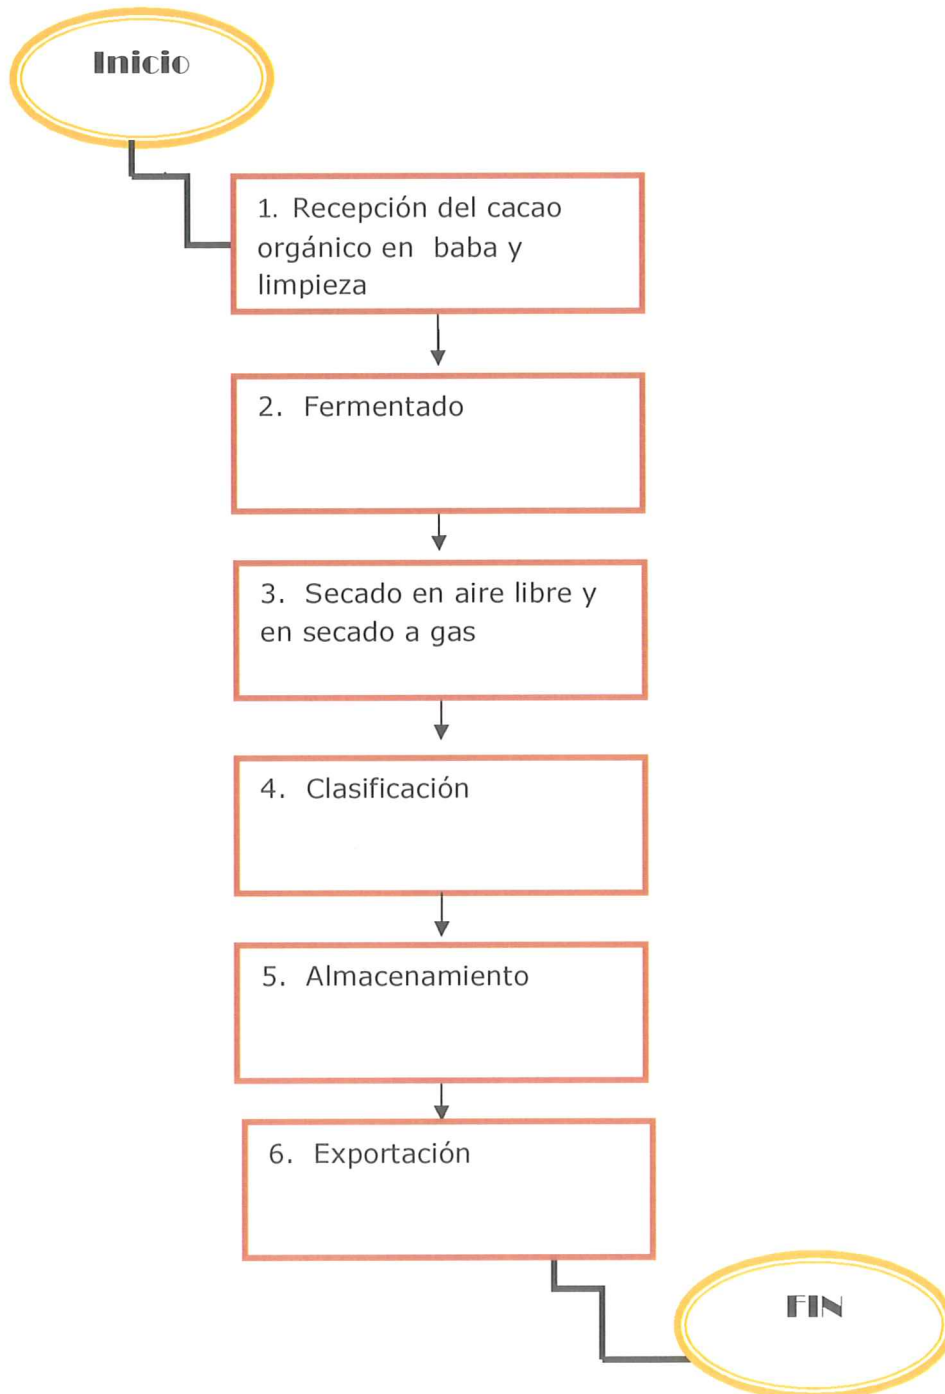 Inicio
1. Recepción del cacao
orgánico en baba y
limpieza
2. Fermentado
3. Secado en aire libre y
en secado a gas
4. Clasificación
5. Almacenamiento
6. Exportación
FIN